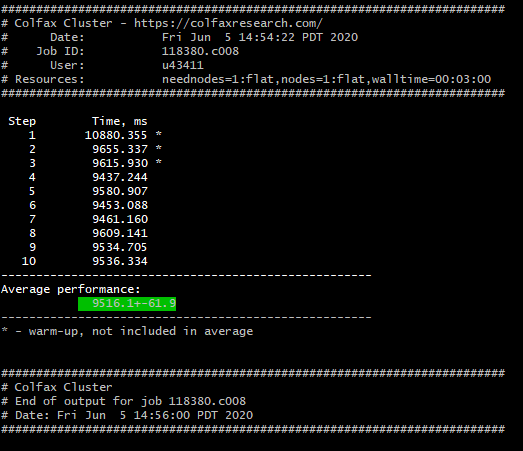 ########################################################################
# Colfax Cluster - https://colfaxresearch.com/
#      Date:           Fri Jun  5 14:54:22 PDT 2020
#    Job ID:           118380.c008
#      User:           u43411
# Resources:           neednodes=1:flat,nodes=1:flat,walltime=00:03:00
########################################################################
 Step        Time, ms
    1       10880.355 *
    2        9655.337 *
    3        9615.930 *
    4        9437.244
    5        9580.907
    6        9453.088
    7        9461.160
    8        9609.141
    9        9534.705
   10        9536.334
-----------------------------------------------------
Average performance:
             9516.1+-61.9
-----------------------------------------------------
* - warm-up, not included in average
########################################################################
# Colfax Cluster
# End of output for job 118380.c008
# Date: Fri Jun  5 14:56:00 PDT 2020
########################################################################